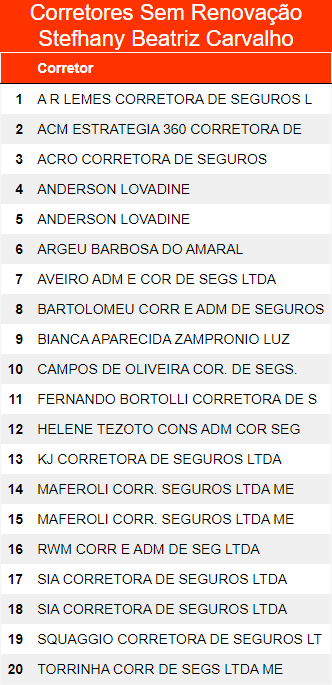 Corretores Sem Renovação
Stefhany Beatriz Carvalho
Corretor
1 A R LEMES CORRETORA DE SEGUROS L
2 ACM ESTRATEGIA 360 CORRETORA DE
3 ACRO CORRETORA DE SEGUROS
4 ANDERSON LOVADINE
5 ANDERSON LOVADINE
6 ARGEU BARBOSA DO AMARAL
7 AVEIRO ADM E COR DE SEGS LTDA
8 BARTOLOMEU CORR E ADM DE SEGUROS
9 BIANCA APARECIDA ZAMPRONIO LUZ
10 CAMPOS DE OLIVEIRA COR. DE SEGS.
11 FERNANDO BORTOLLI CORRETORA DE S
12 HELENE TEZOTO CONS ADM COR SEG
13 KJ CORRETORA DE SEGUROS LTDA
14 MAFEROLI CORR. SEGUROS LTDA ME
15 MAFEROLI CORR. SEGUROS LTDA ME
16 RWM CORR E ADM DE SEG LTDA
17 SIA CORRETORA DE SEGUROS LTDA
18 SIA CORRETORA DE SEGUROS LTDA
19 SQUAGGIO CORRETORA DE SEGUROS LT
20 TORRINHA CORR DE SEGS LTDA ME